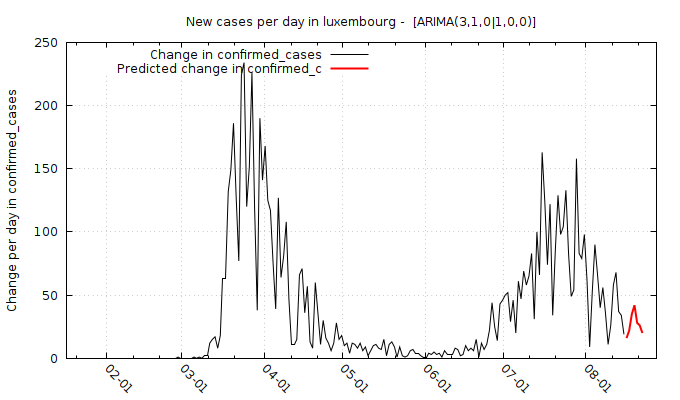 New cases per day in luxembourg -  [ARIMA(3,1,0|1,0,0)]
Change in confirmed_cases
Predicted change in confirmed_c
Change per day in confirmed_cases
250
200
150
100
50
0
02-01 03-01 04-01 05-01 06-01 07-01 08-01